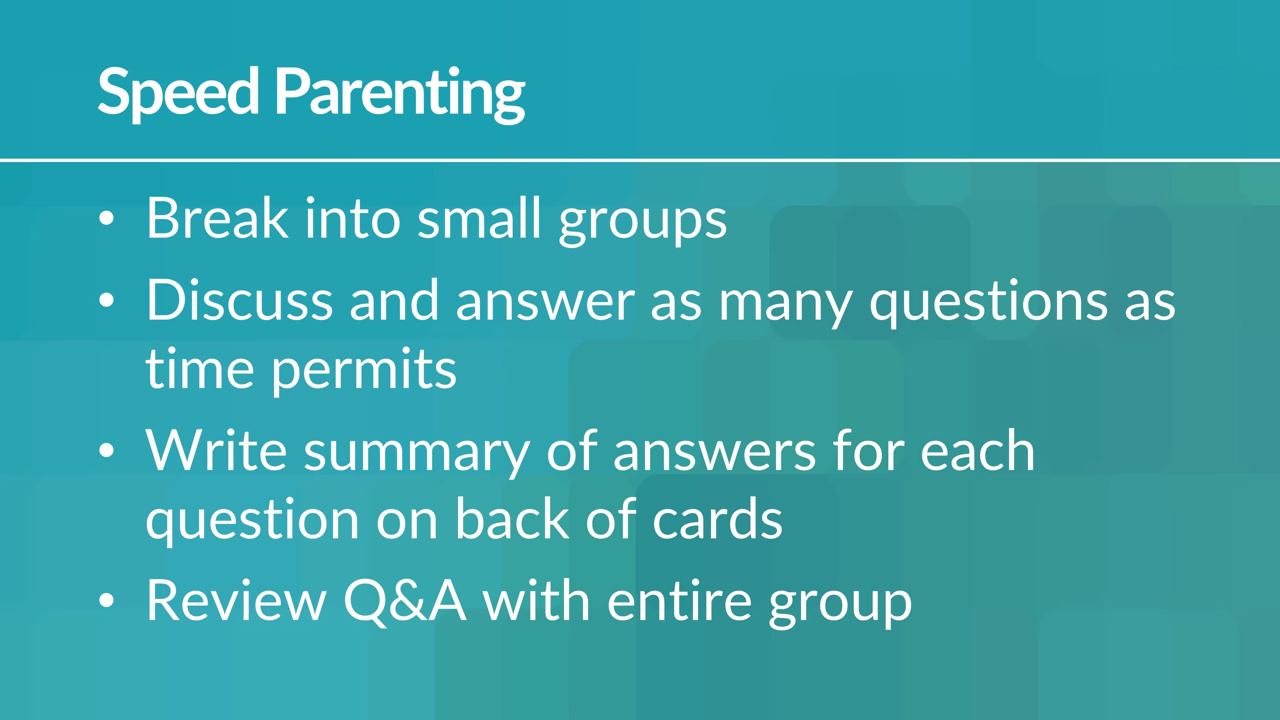 Speed Parenting
• Break into small groups
• Discuss and answer as many questions as
time permits
• Write summary of answers for each
question on back of cards
• Review Q&A with entire group